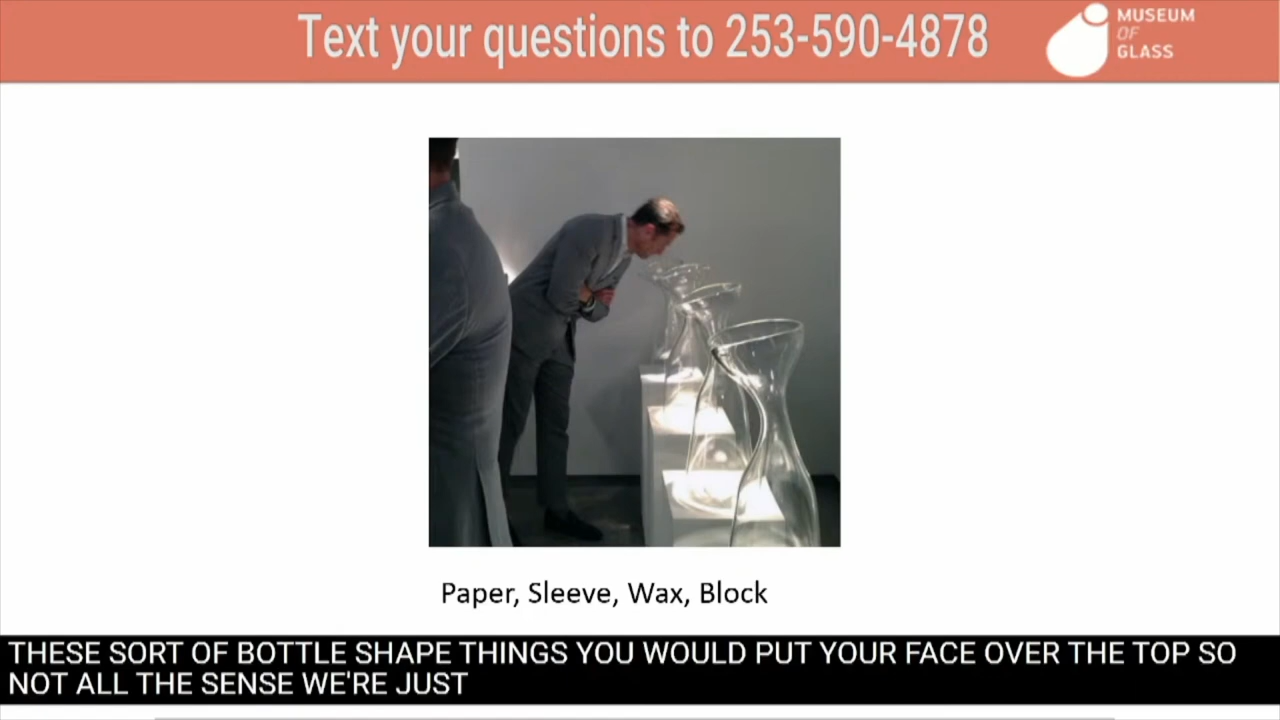 Text your questions to 253-590-4878
MUSEUM
OF
GLASS
Paper, Sleeve, Wax, Block
THESE SORT OF BOTTLE SHAPE THINGS YOU WOULD PUT YOUR FACE OVER THE TOP SO
NOT ALL THE SENSE WE'RE JUST